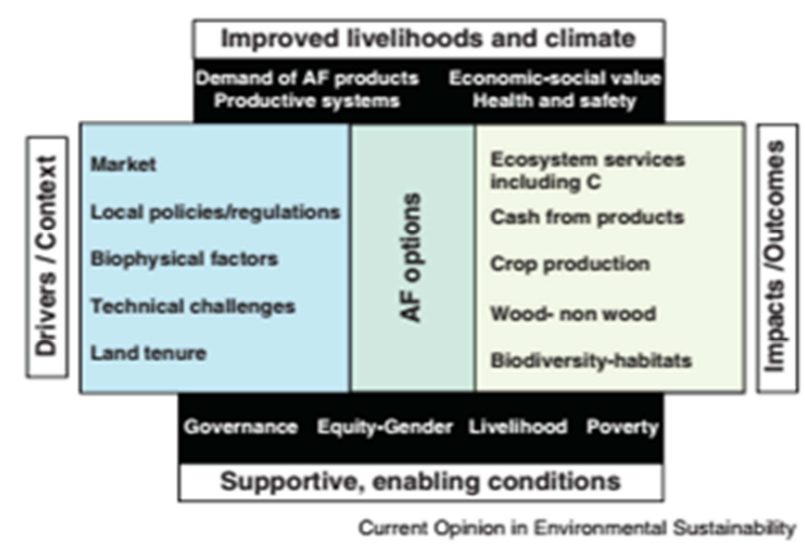 Improved livelihoods and climate
Demand of AF products Economic-social value
Productive systems Health and safety
Drivers / Context
Market
Local policies/regulations
Biophysical factors
Technical challenges
Land tenure
AF options
Ecosystem services
including C
Cash from products
Crop production
Wood- non wood
Biodiversity-habitats
Impacts /Outcomes
Governance Equity-Gender Livelihood Poverty
Supportive, enabling conditions
Current Opinion in Environmental Sustainability